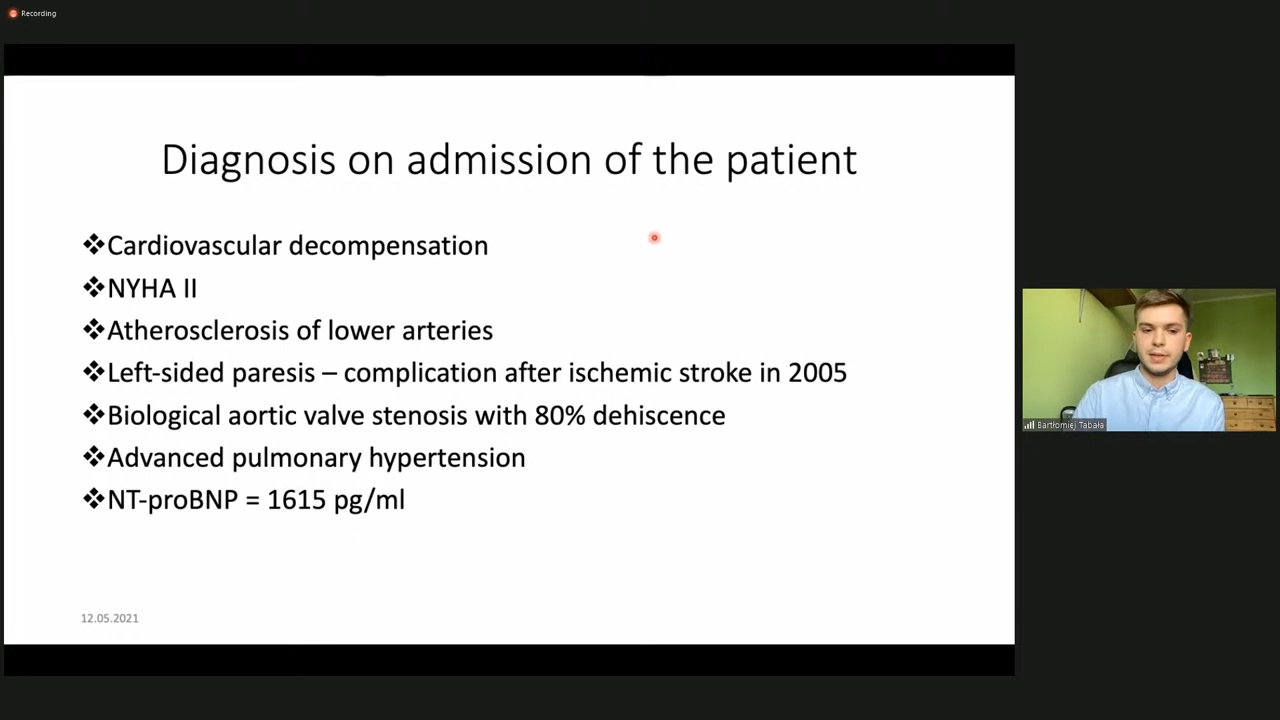 Recording
Diagnosis on admission of the patient
❖Cardiovascular decompensation
❖NYHA II
❖Atherosclerosis of lower arteries
❖Left-sided paresis – complication after ischemic stroke in 2005
❖Biological aortic valve stenosis with 80% dehiscence
❖Advanced pulmonary hypertension
❖NT-proBNP = 1615 pg/ml
Bartłomiej Tabała
12.05.2021